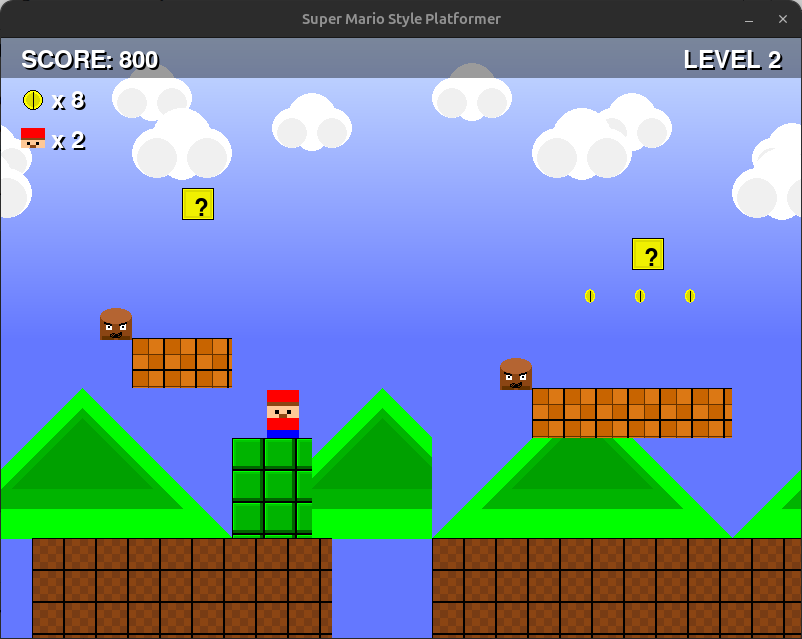 Super Mario Style Platformer
SCORE: 800
LEVEL 2
x 8
x 2
?
?